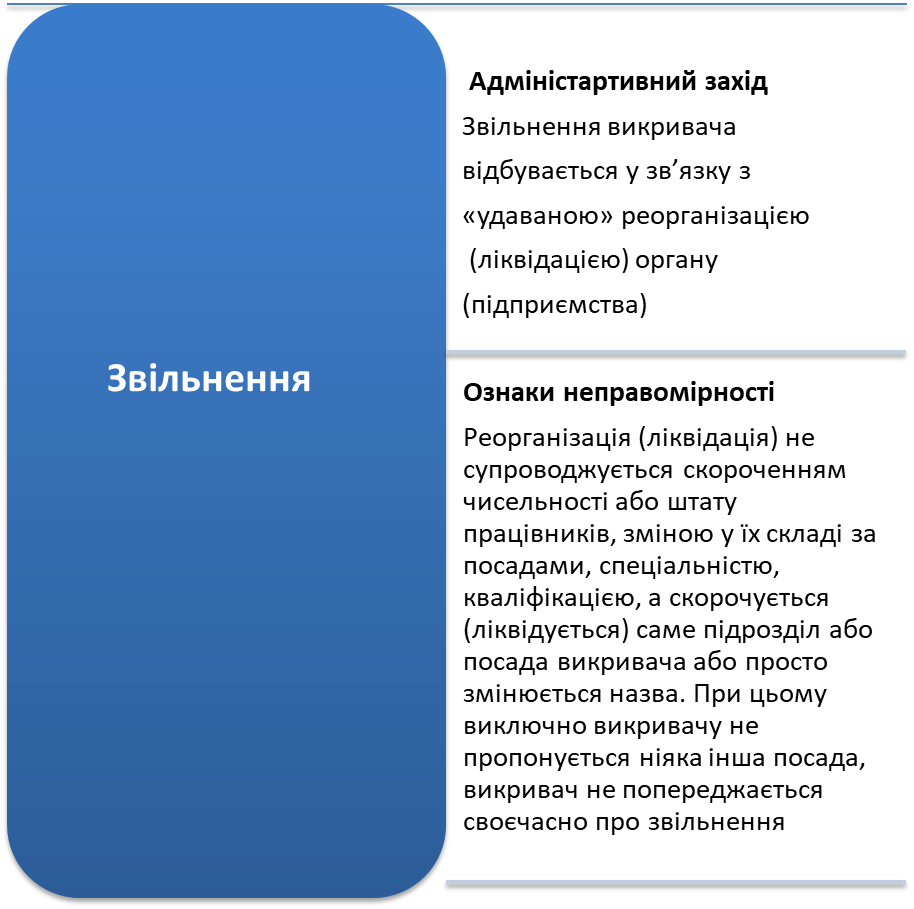 Звільнення
Адміністартивний захід
Звільнення викривача
відбувається у зв’язку з
«удаваною» реорганізацією
(ліквідацією) органу
(підприємства)
Ознаки неправомірності
Реорганізація (ліквідація) не
супроводжується скороченням
чисельності або штату
працівників, зміною у їх складі за
посадами, спеціальністю,
кваліфікацією, а скорочується
(ліквідується) саме підрозділ або
посада викривача або просто
змінюється назва. При цьому
виключно викривачу не
пропонується ніяка інша посада,
викривач не попереджається
своєчасно про звільнення